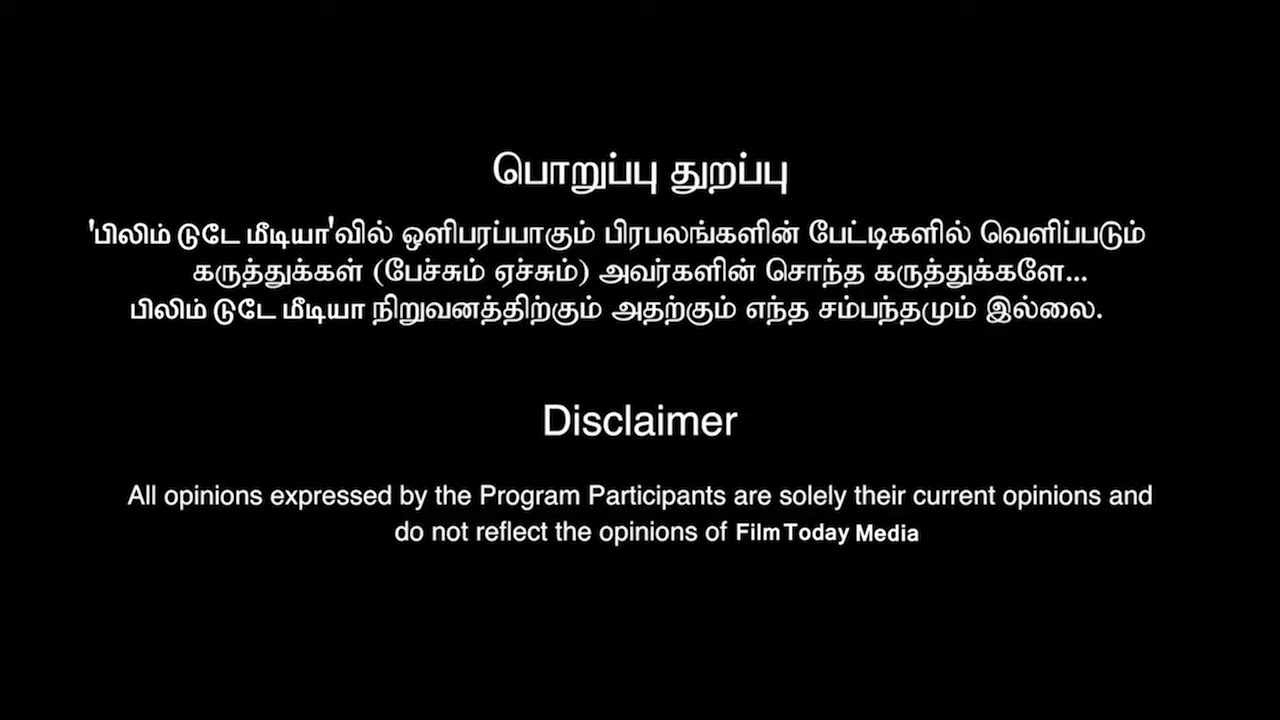 பொறுப்பு துறப்பு
'பிலிம் டுடே மீடியா'வில் ஒளிபரப்பாகும் பிரபலங்களின் பேட்டிகளில் வெளிப்படும்
கருத்துக்கள் (பேச்சும் ஏச்சும்) அவர்களின் சொந்த கருத்துக்களே...
பிலிம் டுடே மீடியா நிறுவனத்திற்கும் அதற்கும் எந்த சம்பந்தமும் இல்லை.
Disclaimer
All opinions expressed by the Program Participants are solely their current opinions and
do not reflect the opinions of Film Today Media